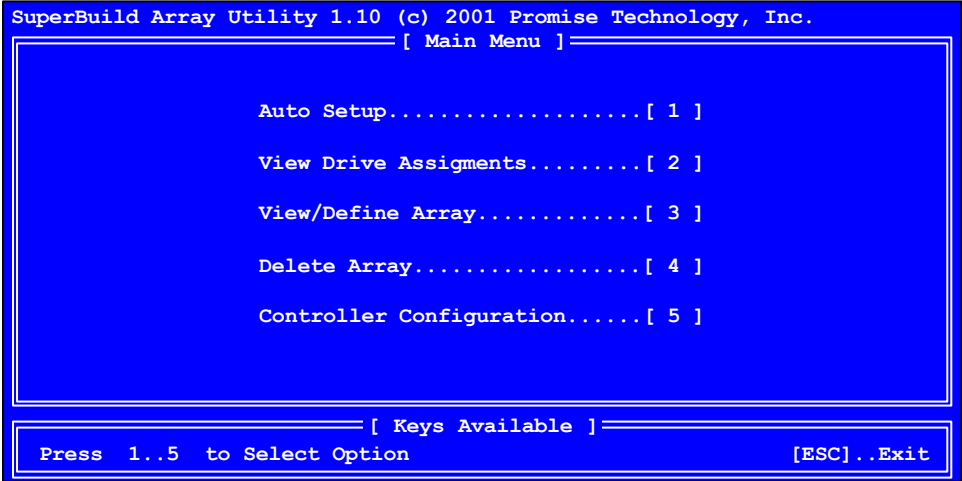 SuperBuild Array Utility 1.10 (c) 2001 Promise Technology, Inc.
[ Main Menu ]
Auto Setup....................[ 1 ]
View Drive Assigments.........[ 2 ]
View/Define Array.............[ 3 ]
Delete Array..................[ 4 ]
Controller Configuration......[ 5 ]
[ Keys Available ]
Press 1..5 to Select Option [ESC]..Exit